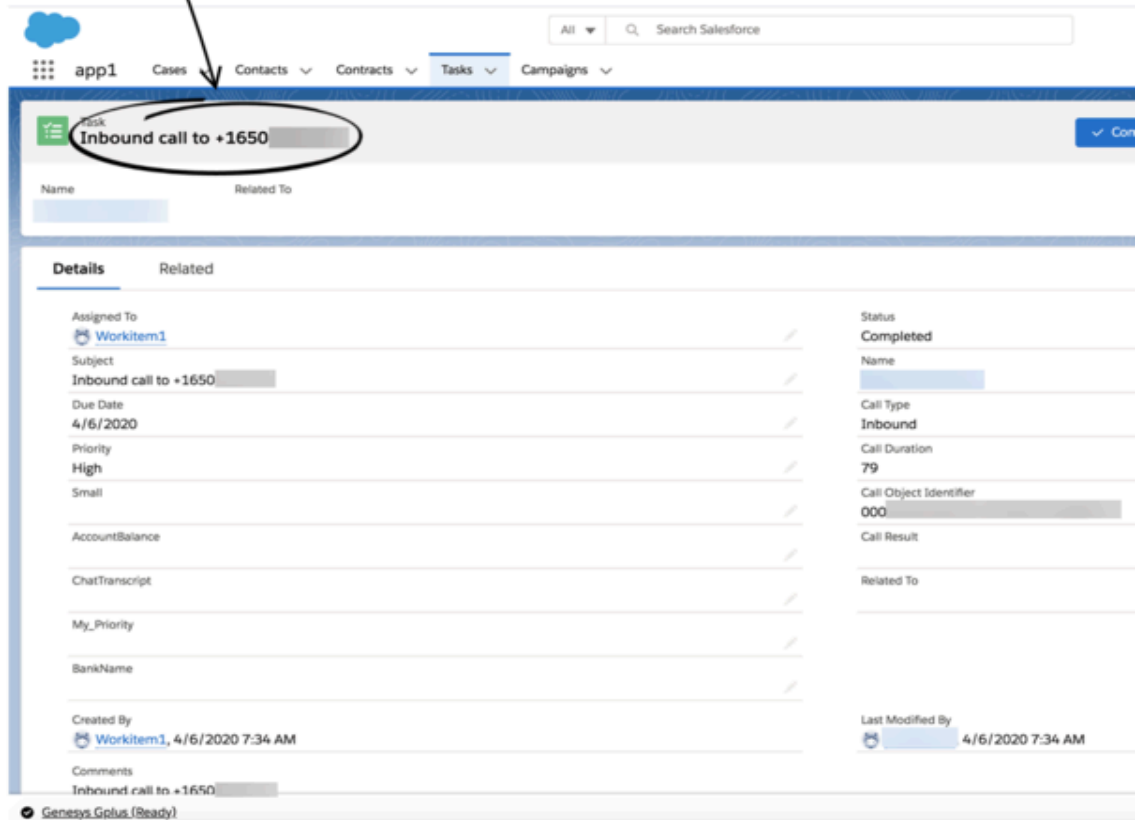 All Search Salesforce
app1 Cases Contacts Contracts Tasks Campaigns
Task
Inbound call to +1650
Name Related To
Details Related
Assigned To
Workitem1
Subject
Inbound call to +1650
Due Date
4/6/2020
Priority
High
Small
AccountBalance
ChatTranscript
My_Priority
BankName
Created By
Workitem1, 4/6/2020 7:34 AM
Comments
Inbound call to +1650
Status
Completed
Name
Call Type
Inbound
Call Duration
79
Call Object Identifier
000
Call Result
Related To
Last Modified By
4/6/2020 7:34 AM
Genesys Gplus (Ready)